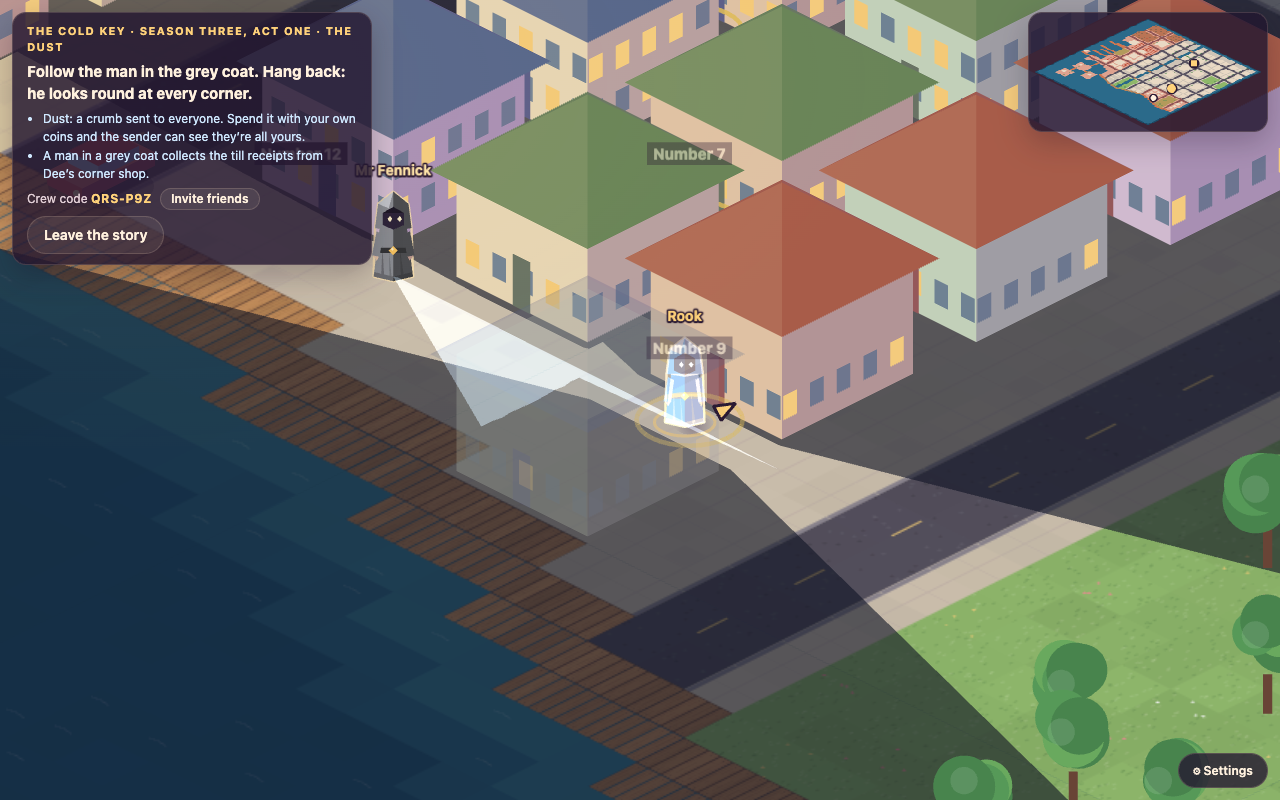 THE COLD KEY · SEASON THREE, ACT ONE · THE
DUST
Follow the man in the grey coat. Hang back:
he looks round at every corner.
• Dust: a crumb sent to everyone. Spend it with your own
coins and the sender can see they're all yours.
• A man in a grey coat collects the till receipts from
Dee's corner shop.
Crew code QRS-P9Z Invite friends
Leave the story
Number 12
Mr Fennick
Number 7
Rook
Number 9
⚙ Settings